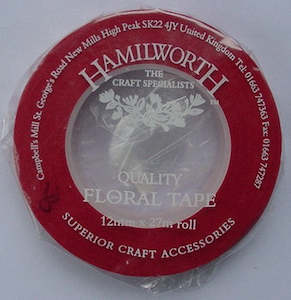 Campbell's Mill St. George's Road New Mills High Peak SK22 4JY United Kingdom Tel: 01663 747363 Fax: 01663 747287
HAMILWORTH
THE
CRAFT SPECIALISTS
TM
QUALITY
FLORAL TAPE
12mm x 27m roll
SUPERIOR CRAFT ACCESSORIES